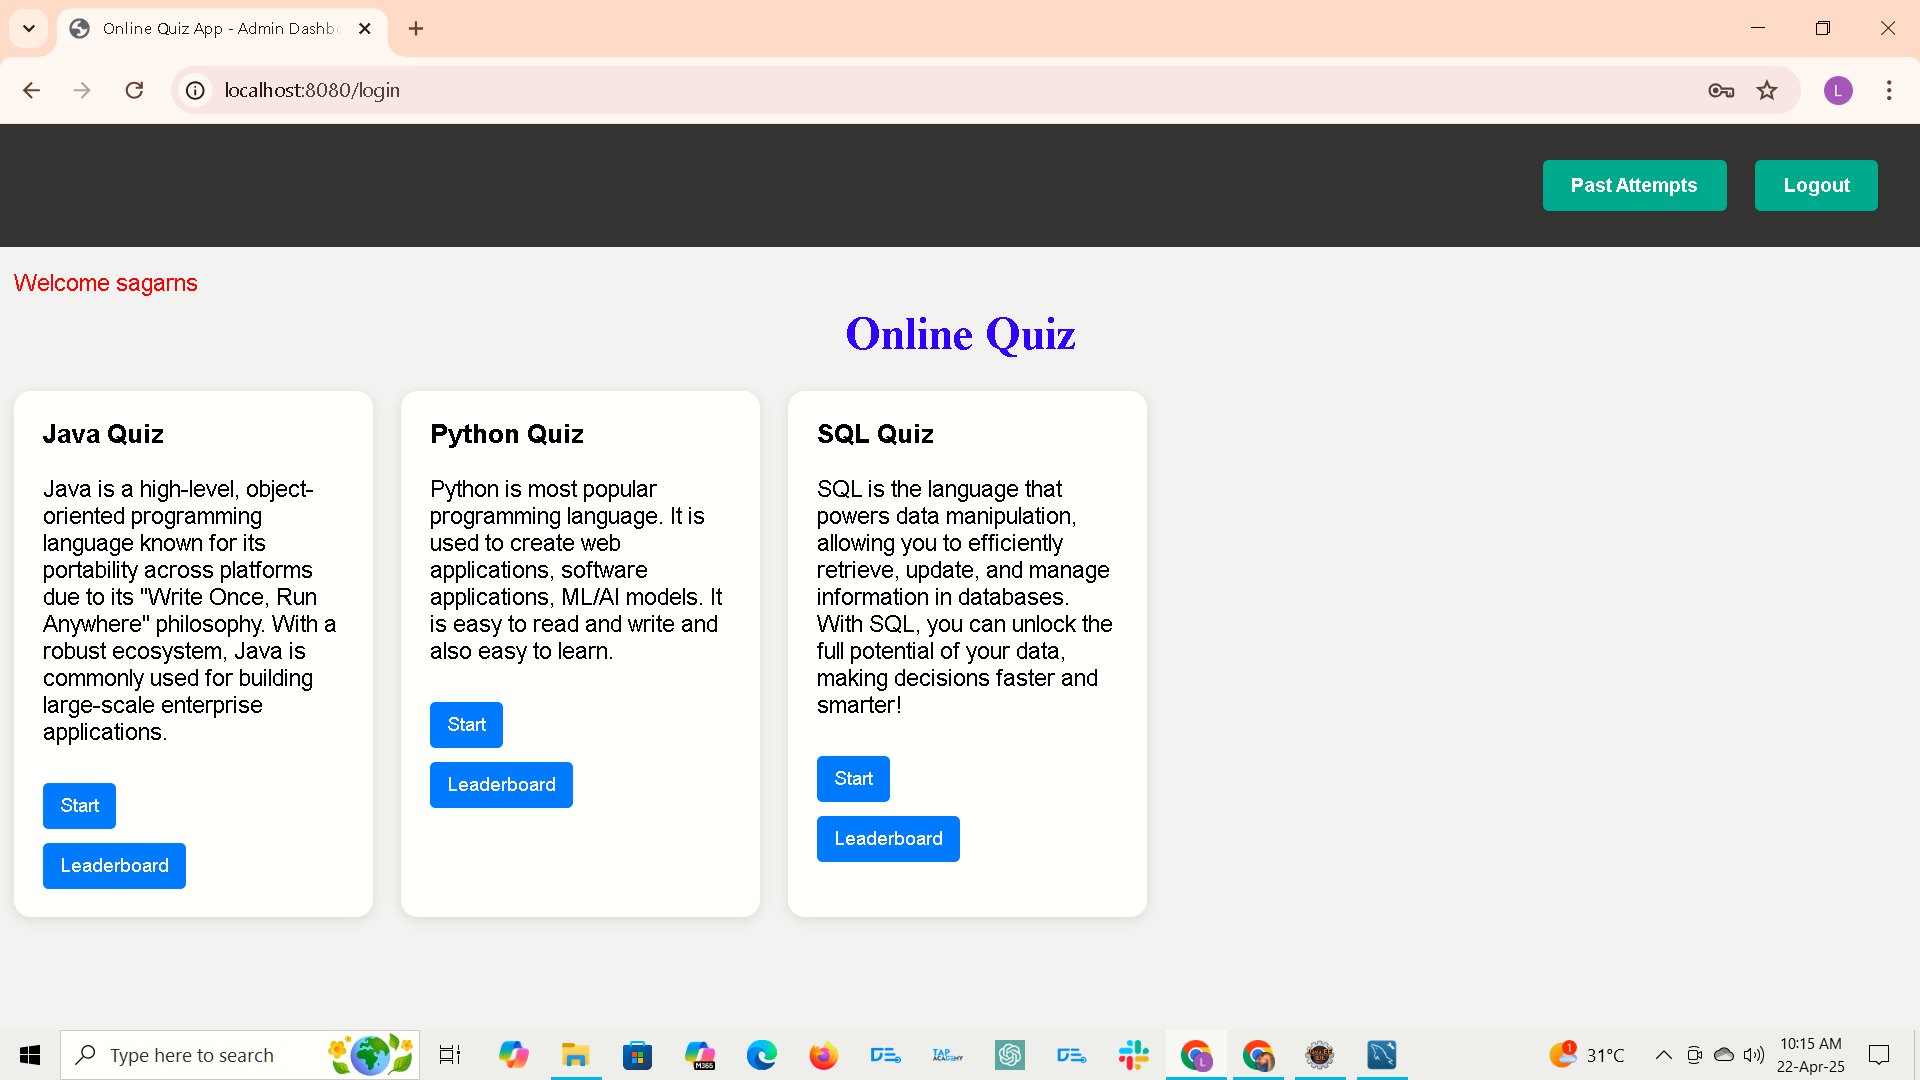 Online Quiz App - Admin Dashb
localhost:8080/login
L
Past Attempts
Logout
Welcome sagarns
Online Quiz
Java Quiz
Java is a high-level, object-
oriented programming
language known for its
portability across platforms
due to its "Write Once, Run
Anywhere" philosophy. With a
robust ecosystem, Java is
commonly used for building
large-scale enterprise
applications.
Start
Leaderboard
Python Quiz
Python is most popular
programming language. It is
used to create web
applications, software
applications, ML/AI models. It
is easy to read and write and
also easy to learn.
Start
Leaderboard
SQL Quiz
SQL is the language that
powers data manipulation,
allowing you to efficiently
retrieve, update, and manage
information in databases.
With SQL, you can unlock the
full potential of your data,
making decisions faster and
smarter!
Start
Leaderboard
Type here to search
M365
TAP
ACADEMY
L
1
31°C
10:15 AM
22-Apr-25